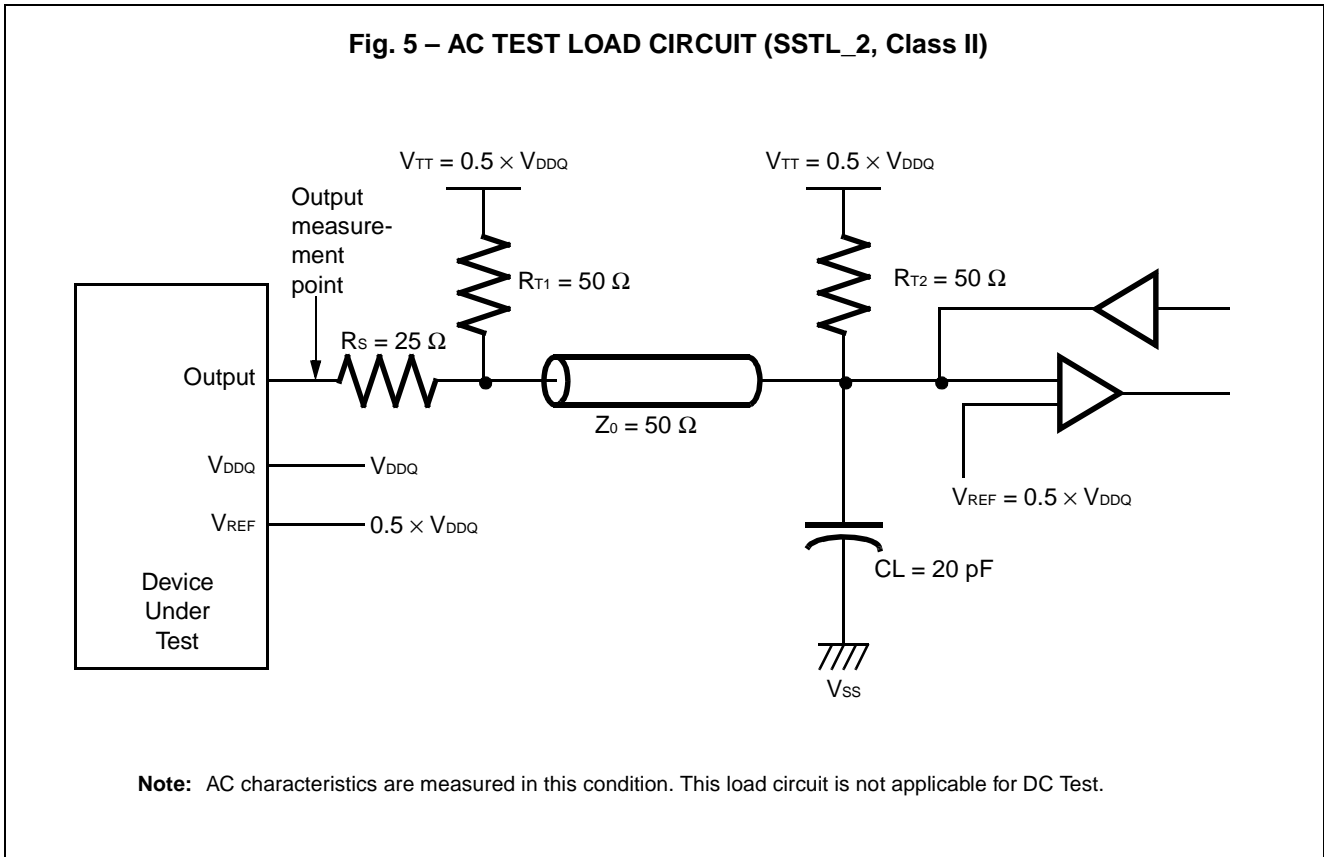 Fig. 5 – AC TEST LOAD CIRCUIT (SSTL_2, Class II)
VTT = 0.5 × VDDQ
VTT = 0.5 × VDDQ
Output
measure-
ment
point
RT1 = 50 Ω
RT2 = 50 Ω
RS = 25 Ω
Output
Z0 = 50 Ω
VDDQ
VDDQ
VREF = 0.5 × VDDQ
VREF
0.5 × VDDQ
CL = 20 pF
Device
Under
Test
VSS
Note: AC characteristics are measured in this condition. This load circuit is not applicable for DC Test.